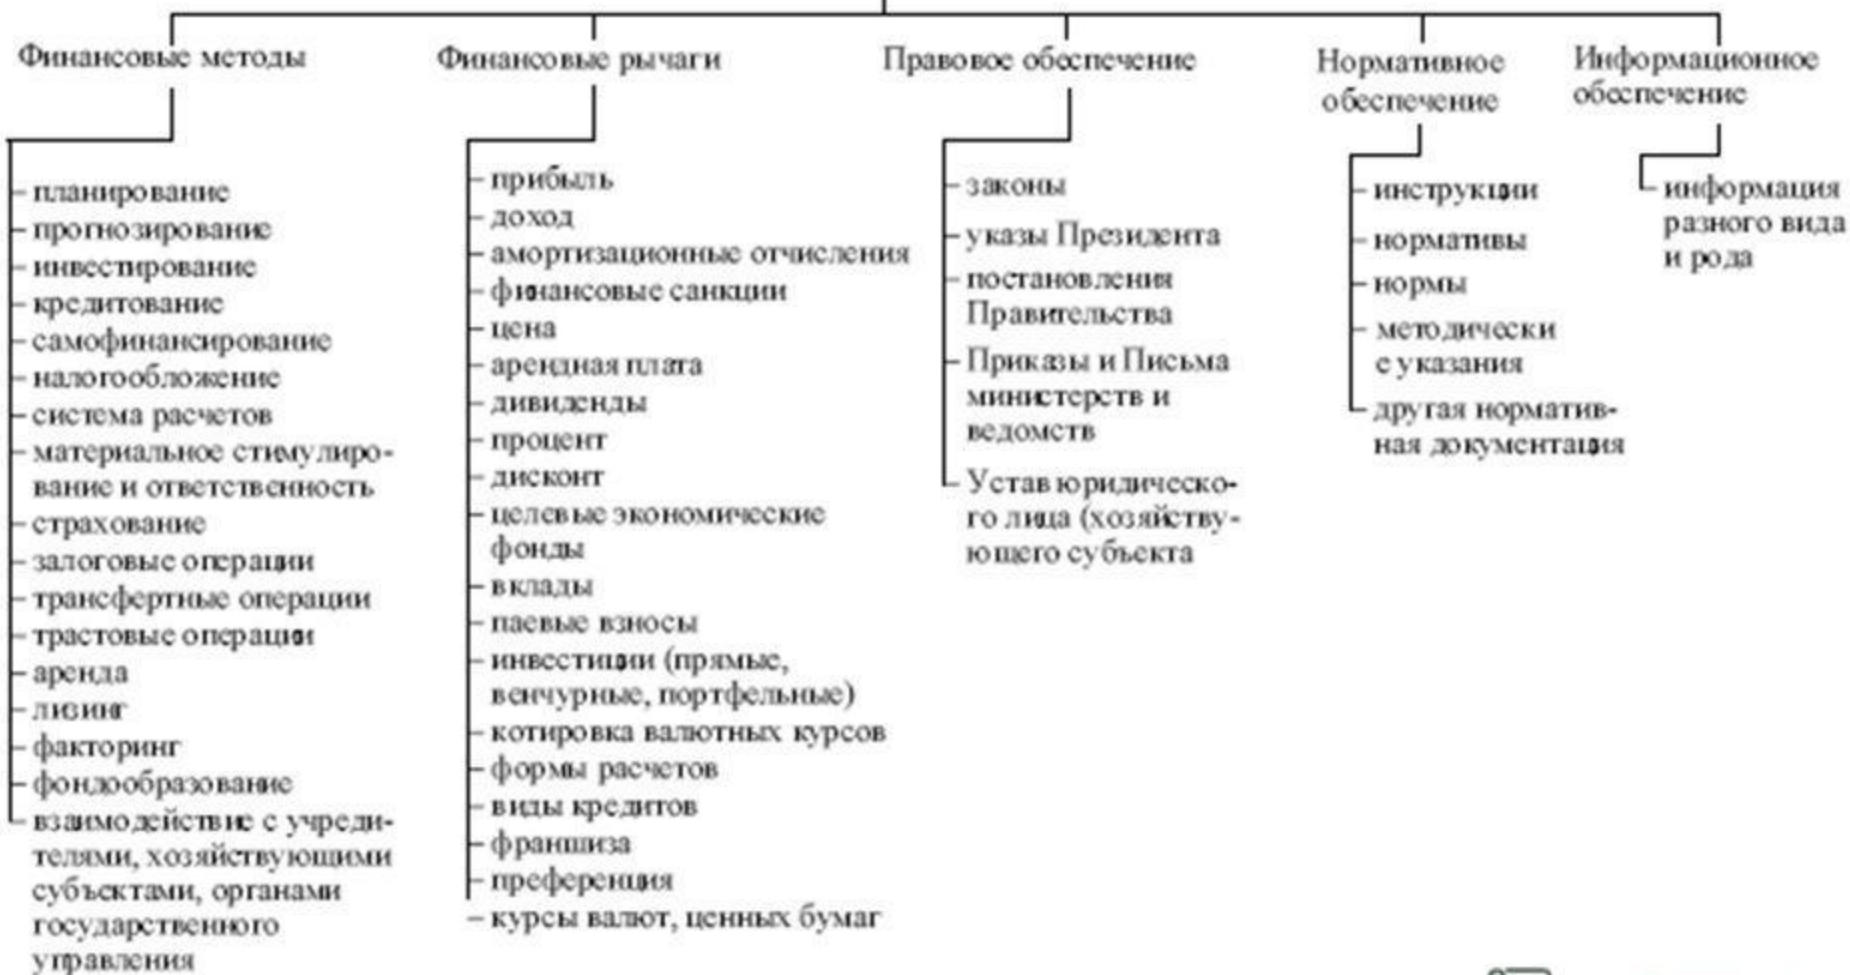 Финансовые методы
- планирование
- прогнозирование
- инвестирование
- кредитование
- самофинансирование
- налогообложение
- система расчетов
- материальное стимулиро-
вание и ответственность
- страхование
- залоговые операции
- трансфертные операции
- трастовые операции
- аренда
- лизинг
- факторинг
- фондообразование
- взаимодействие с учреди-
телями, хозяйствующими
субъектами, органами
государственного
управления
Финансовые рычаги
- прибыль
- доход
- амортизационные отчисления
- финансовые санкции
- цена
- арендная плата
- дивиденды
- процент
- дисконт
- целевые экономические
фонды
- вклады
- паевые взносы
- инвестиции (прямые,
венчурные, портфельные)
- котировка валютных курсов
- формы расчетов
- виды кредитов
- франшиза
- преференция
- курсы валют, ценных бумаг
Правовое обеспечение
- законы
- указы Президента
- постановления
Правительства
- Приказы и Письма
министерств и
ведомств
- Устав юридическо-
го лица (хозяйству-
ющего субъекта
Нормативное
обеспечение
- инструкции
- нормативы
- нормы
- методически
е указания
- другая норматив-
ная документация
Информационное
обеспечение
- информация
разного вида
и рода